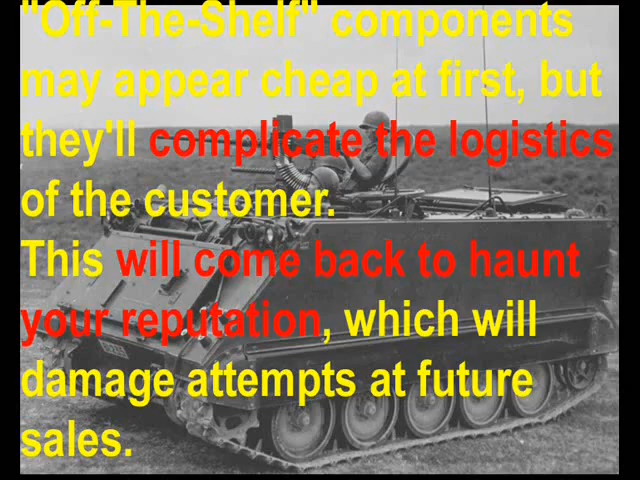 "Off-The-Shelf" components
may appear cheap at first, but
they'll complicate the logistics
of the customer.
This will come back to haunt
your reputation, which will
damage attempts at future
sales.